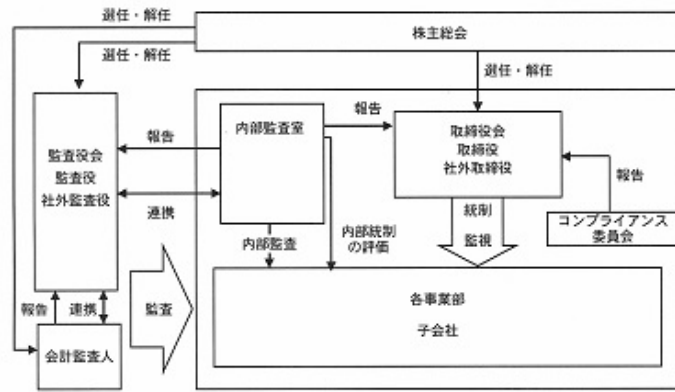 選任・解任
株主総会
選任・解任
選任・解任
内部監査室
報告
監査役会
監査役
社外監査役
報告
取締役会
取締役
社外取締役
報告
連携
統制
監視
コンプライアンス
委員会
内部監査
内部統制
の評価
報告
連携
監査
各事業部
子会社
会計監査人